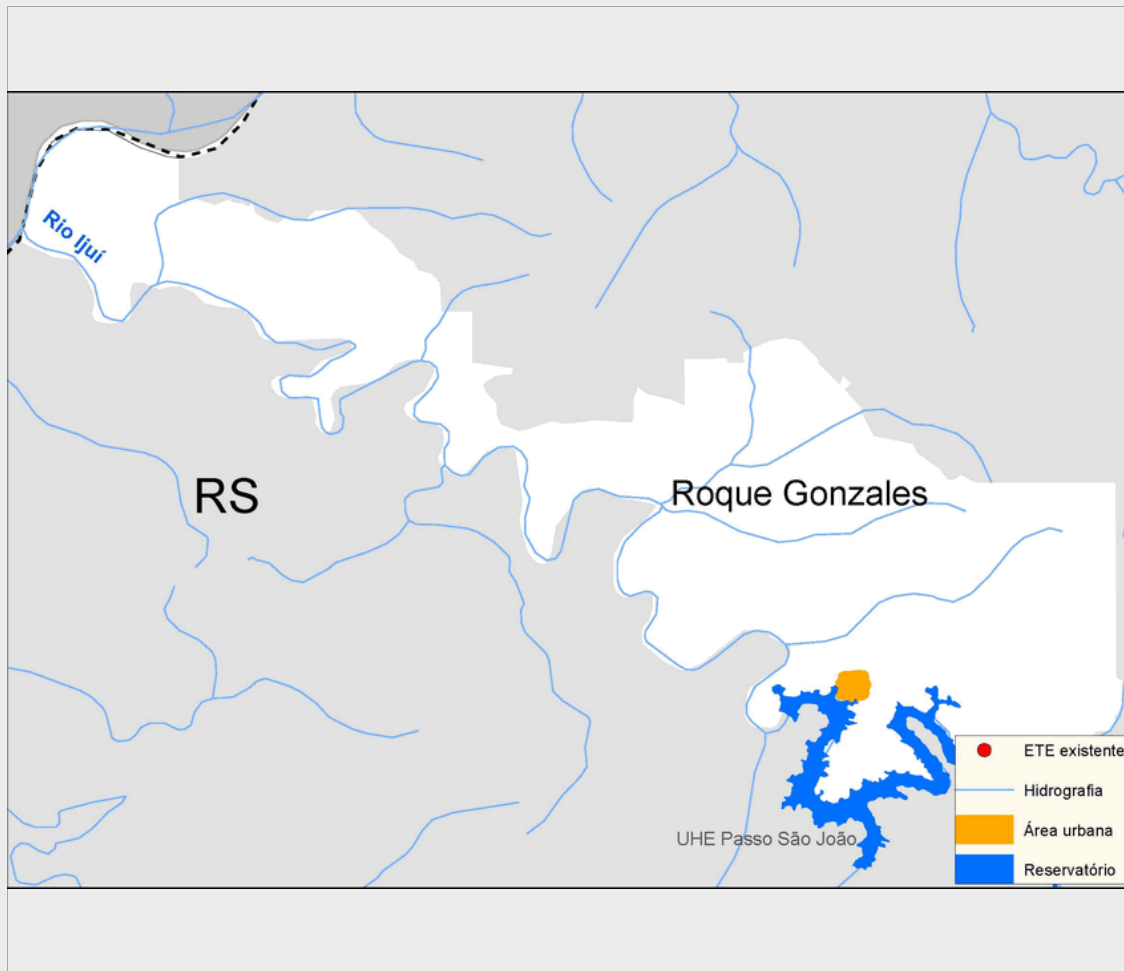 Rio Ijuí
RS
Roque Gonzales
UHE Passo São João
ETE existente
Hidrografia
Área urbana
Reservatório